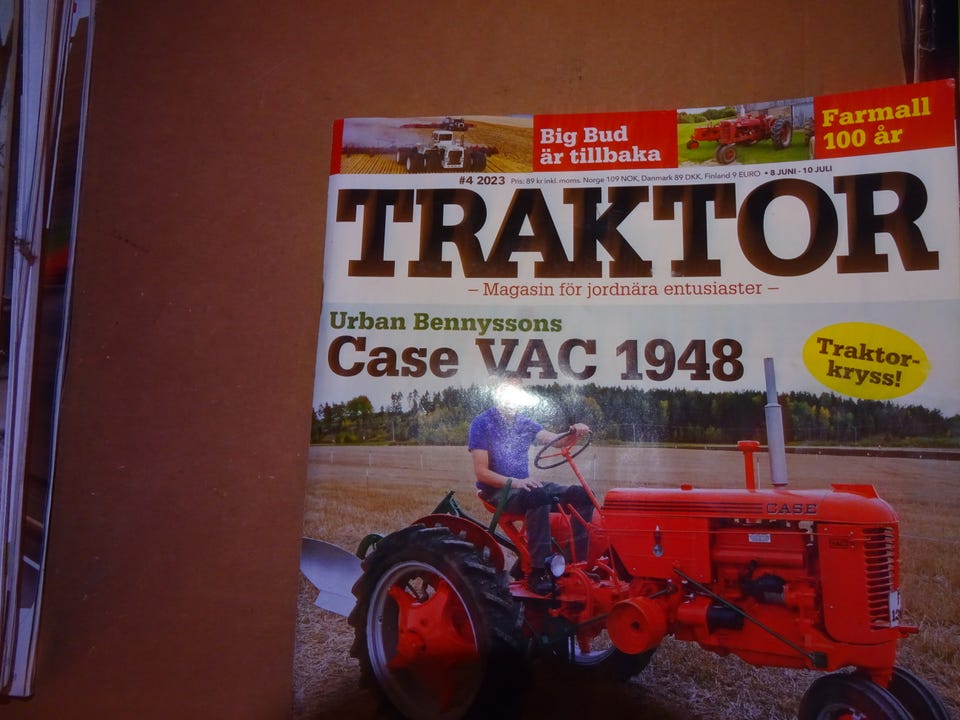 Big Bud
är tillbaka
Farmall
100 år
#4 2023 Pris: 89 kr inkl. moms. Norge 109 NOK, Danmark 89 DKK, Finland 9 EURO • 8 JUNI - 10 JULI
TRAKTOR
– Magasin för jordnära entusiaster –
Urban Bennyssons
Case VAC 1948
Traktor-
kryss!
CASE